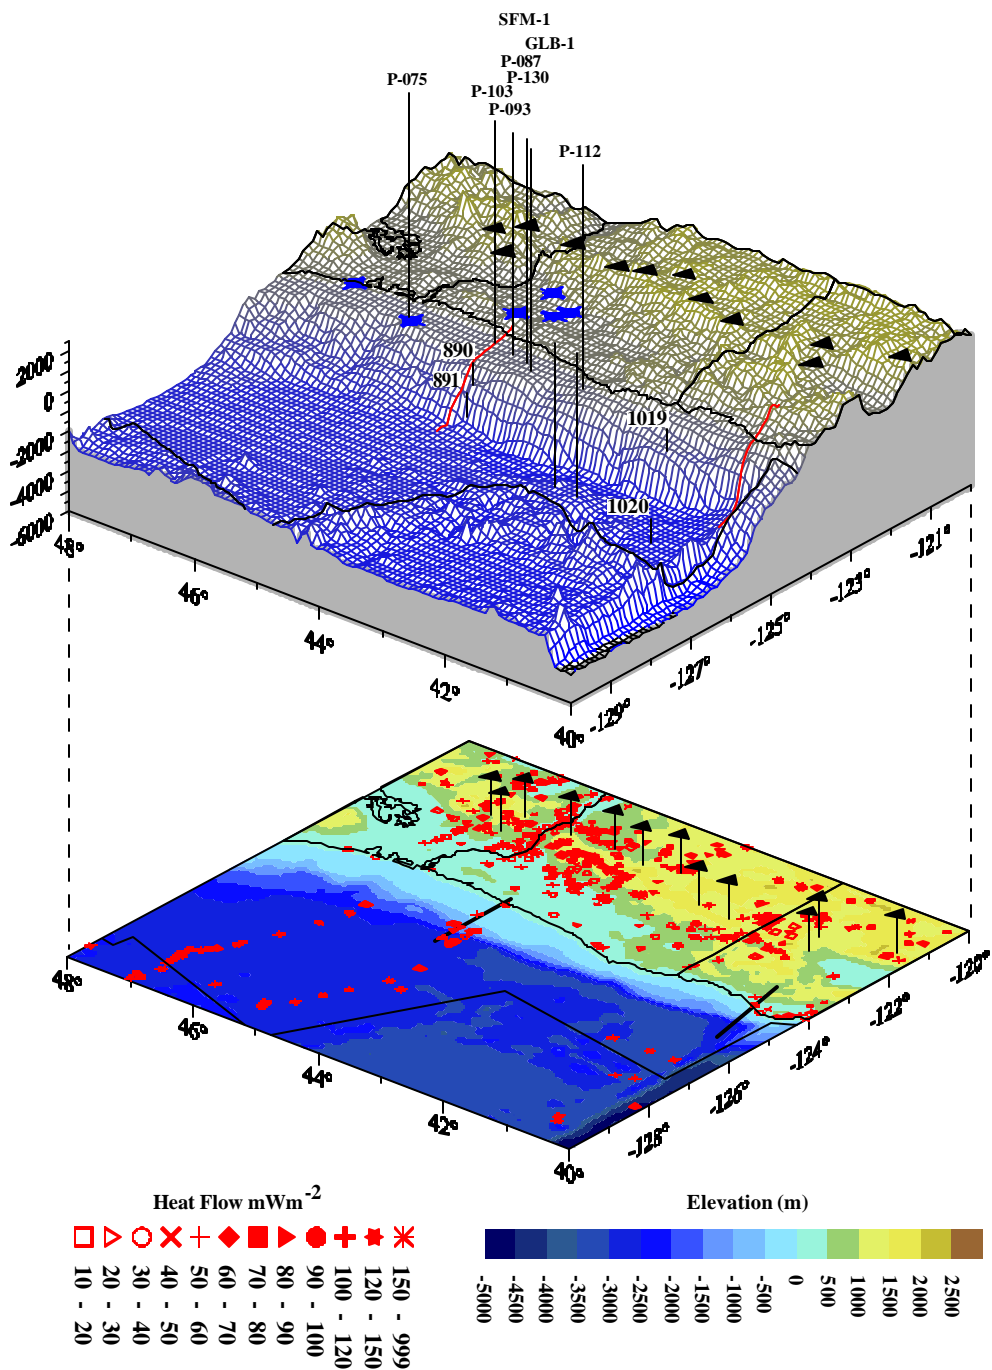 SFM-1
GLB-1
P-087
P-130
P-075
P-103
P-093
P-112
890
891
1019
1020
2000
0
-2000
-4000
-6000
48°
46°
44°
42°
40°
-129°
-127°
-125°
-123°
-121°
48°
46°
44°
42°
40°
-128°
-126°
-124°
-122°
-120°
Heat Flow mWm-2
10 - 20
20 - 30
30 - 40
40 - 50
50 - 60
60 - 70
70 - 80
80 - 90
90 - 100
100 - 120
120 - 150
150 - 999
Elevation (m)
-5000
-4500
-4000
-3500
-3000
-2500
-2000
-1500
-1000
-500
0
500
1000
1500
2000
2500